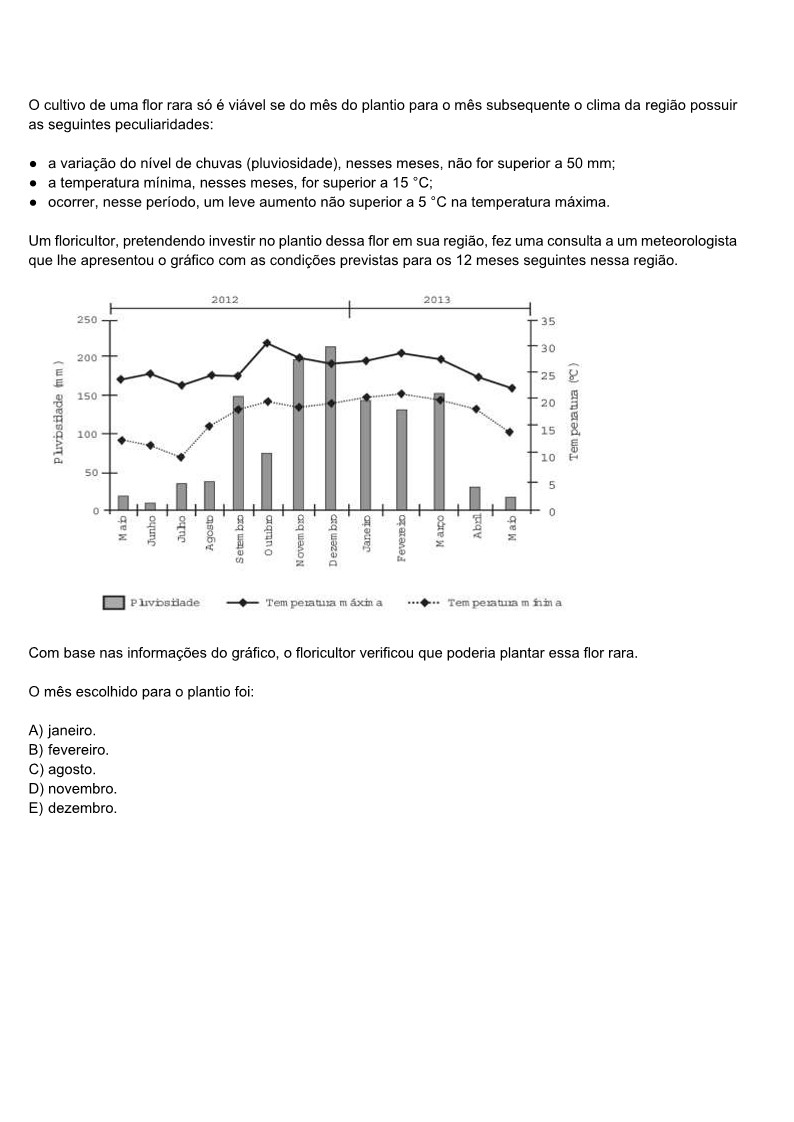 O cultivo de uma flor rara só é viável se do mês do plantio para o mês subsequente o clima da região possuir
as seguintes peculiaridades:
● a variação do nível de chuvas (pluviosidade), nesses meses, não for superior a 50 mm;
● a temperatura mínima, nesses meses, for superior a 15 °C;
● ocorrer, nesse período, um leve aumento não superior a 5 °C na temperatura máxima.
Um floricultor, pretendendo investir no plantio dessa flor em sua região, fez uma consulta a um meteorologista
que lhe apresentou o gráfico com as condições previstas para os 12 meses seguintes nessa região.
2012 2013
250 35
200 30
150 25
100 20
50 15
0 10
5
0
Pluviosidade (mm)
Temperatura (ºC)
Maio Junho Julho Agosto Setembro Outubro Novembro Dezembro Janeiro Fevereiro Março Abril Maio
Pluviosidade Temperatura máxima Temperatura mínima
Com base nas informações do gráfico, o floricultor verificou que poderia plantar essa flor rara.
O mês escolhido para o plantio foi:
A) janeiro.
B) fevereiro.
C) agosto.
D) novembro.
E) dezembro.